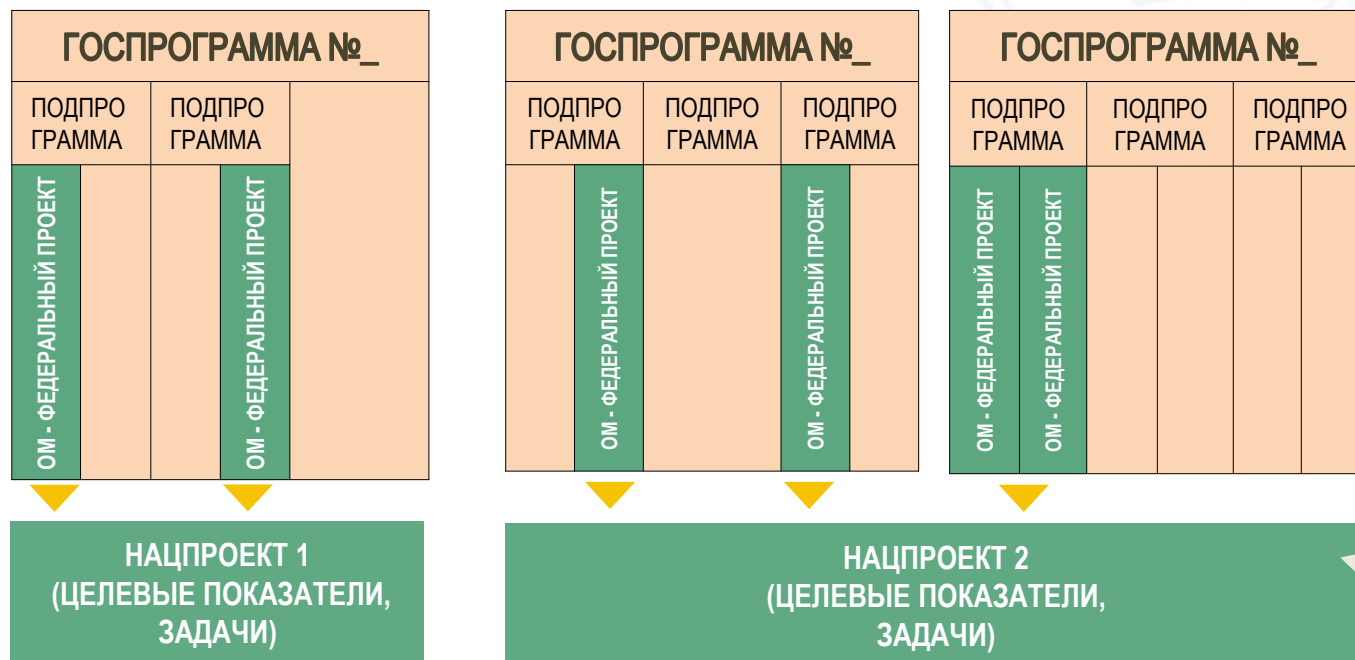 ГОСПРОГРАММА №_
ПОДПРО
ГРАММА
ПОДПРО
ГРАММА
ОМ - ФЕДЕРАЛЬНЫЙ ПРОЕКТ
ОМ - ФЕДЕРАЛЬНЫЙ ПРОЕКТ
НАЦПРОЕКТ 1
(ЦЕЛЕВЫЕ ПОКАЗАТЕЛИ,
ЗАДАЧИ)
ГОСПРОГРАММА №_
ПОДПРО
ГРАММА
ПОДПРО
ГРАММА
ПОДПРО
ГРАММА
ОМ - ФЕДЕРАЛЬНЫЙ ПРОЕКТ
ОМ - ФЕДЕРАЛЬНЫЙ ПРОЕКТ
ГОСПРОГРАММА №_
ПОДПРО
ГРАММА
ПОДПРО
ГРАММА
ПОДПРО
ГРАММА
ОМ - ФЕДЕРАЛЬНЫЙ ПРОЕКТ
ОМ - ФЕДЕРАЛЬНЫЙ ПРОЕКТ
НАЦПРОЕКТ 2
(ЦЕЛЕВЫЕ ПОКАЗАТЕЛИ,
ЗАДАЧИ)